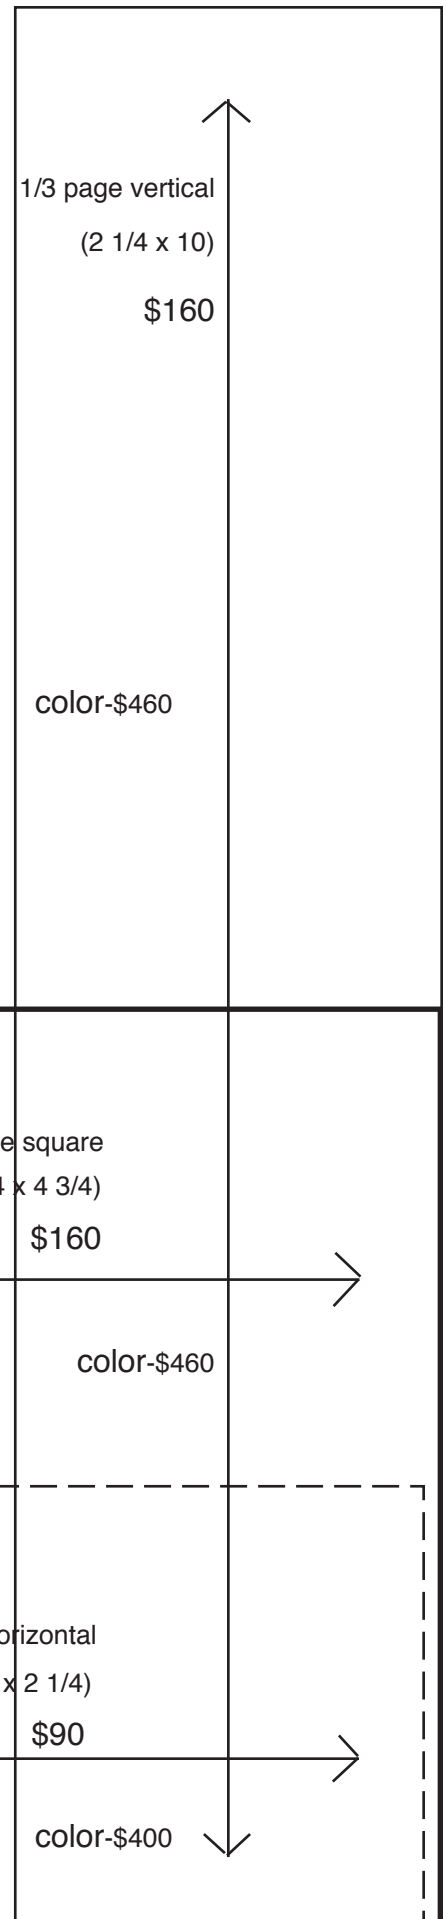 1/3 page vertical
(2 1/4 x 10)
$160
color-$460
e square
x 4 3/4)
$160
color-$460
orizontal
x 2 1/4)
$90
color-$400